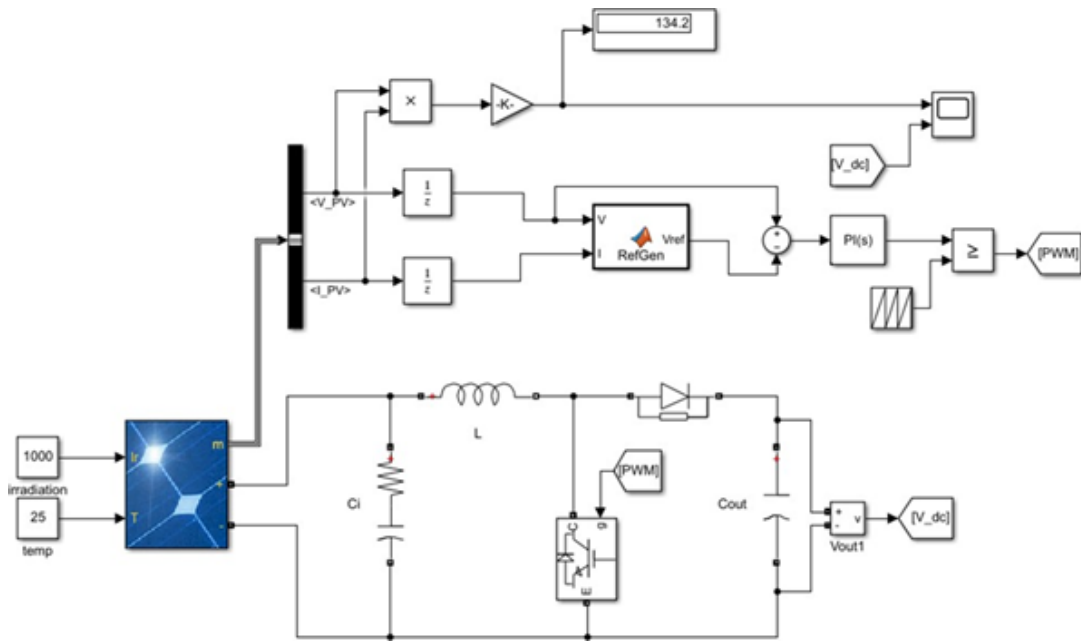 134.2
×
-K-
[V_dc]
<V_PV>
1
z
V
Vref
I
RefGen
+
−
PI(s)
≥
[PWM]
<I_PV>
1
z
L
1000
irradiation
Ir
m
+
25
temp
T
-
Ci
[PWM]
g
C
E
Cout
+
-
v
Vout1
[V_dc]